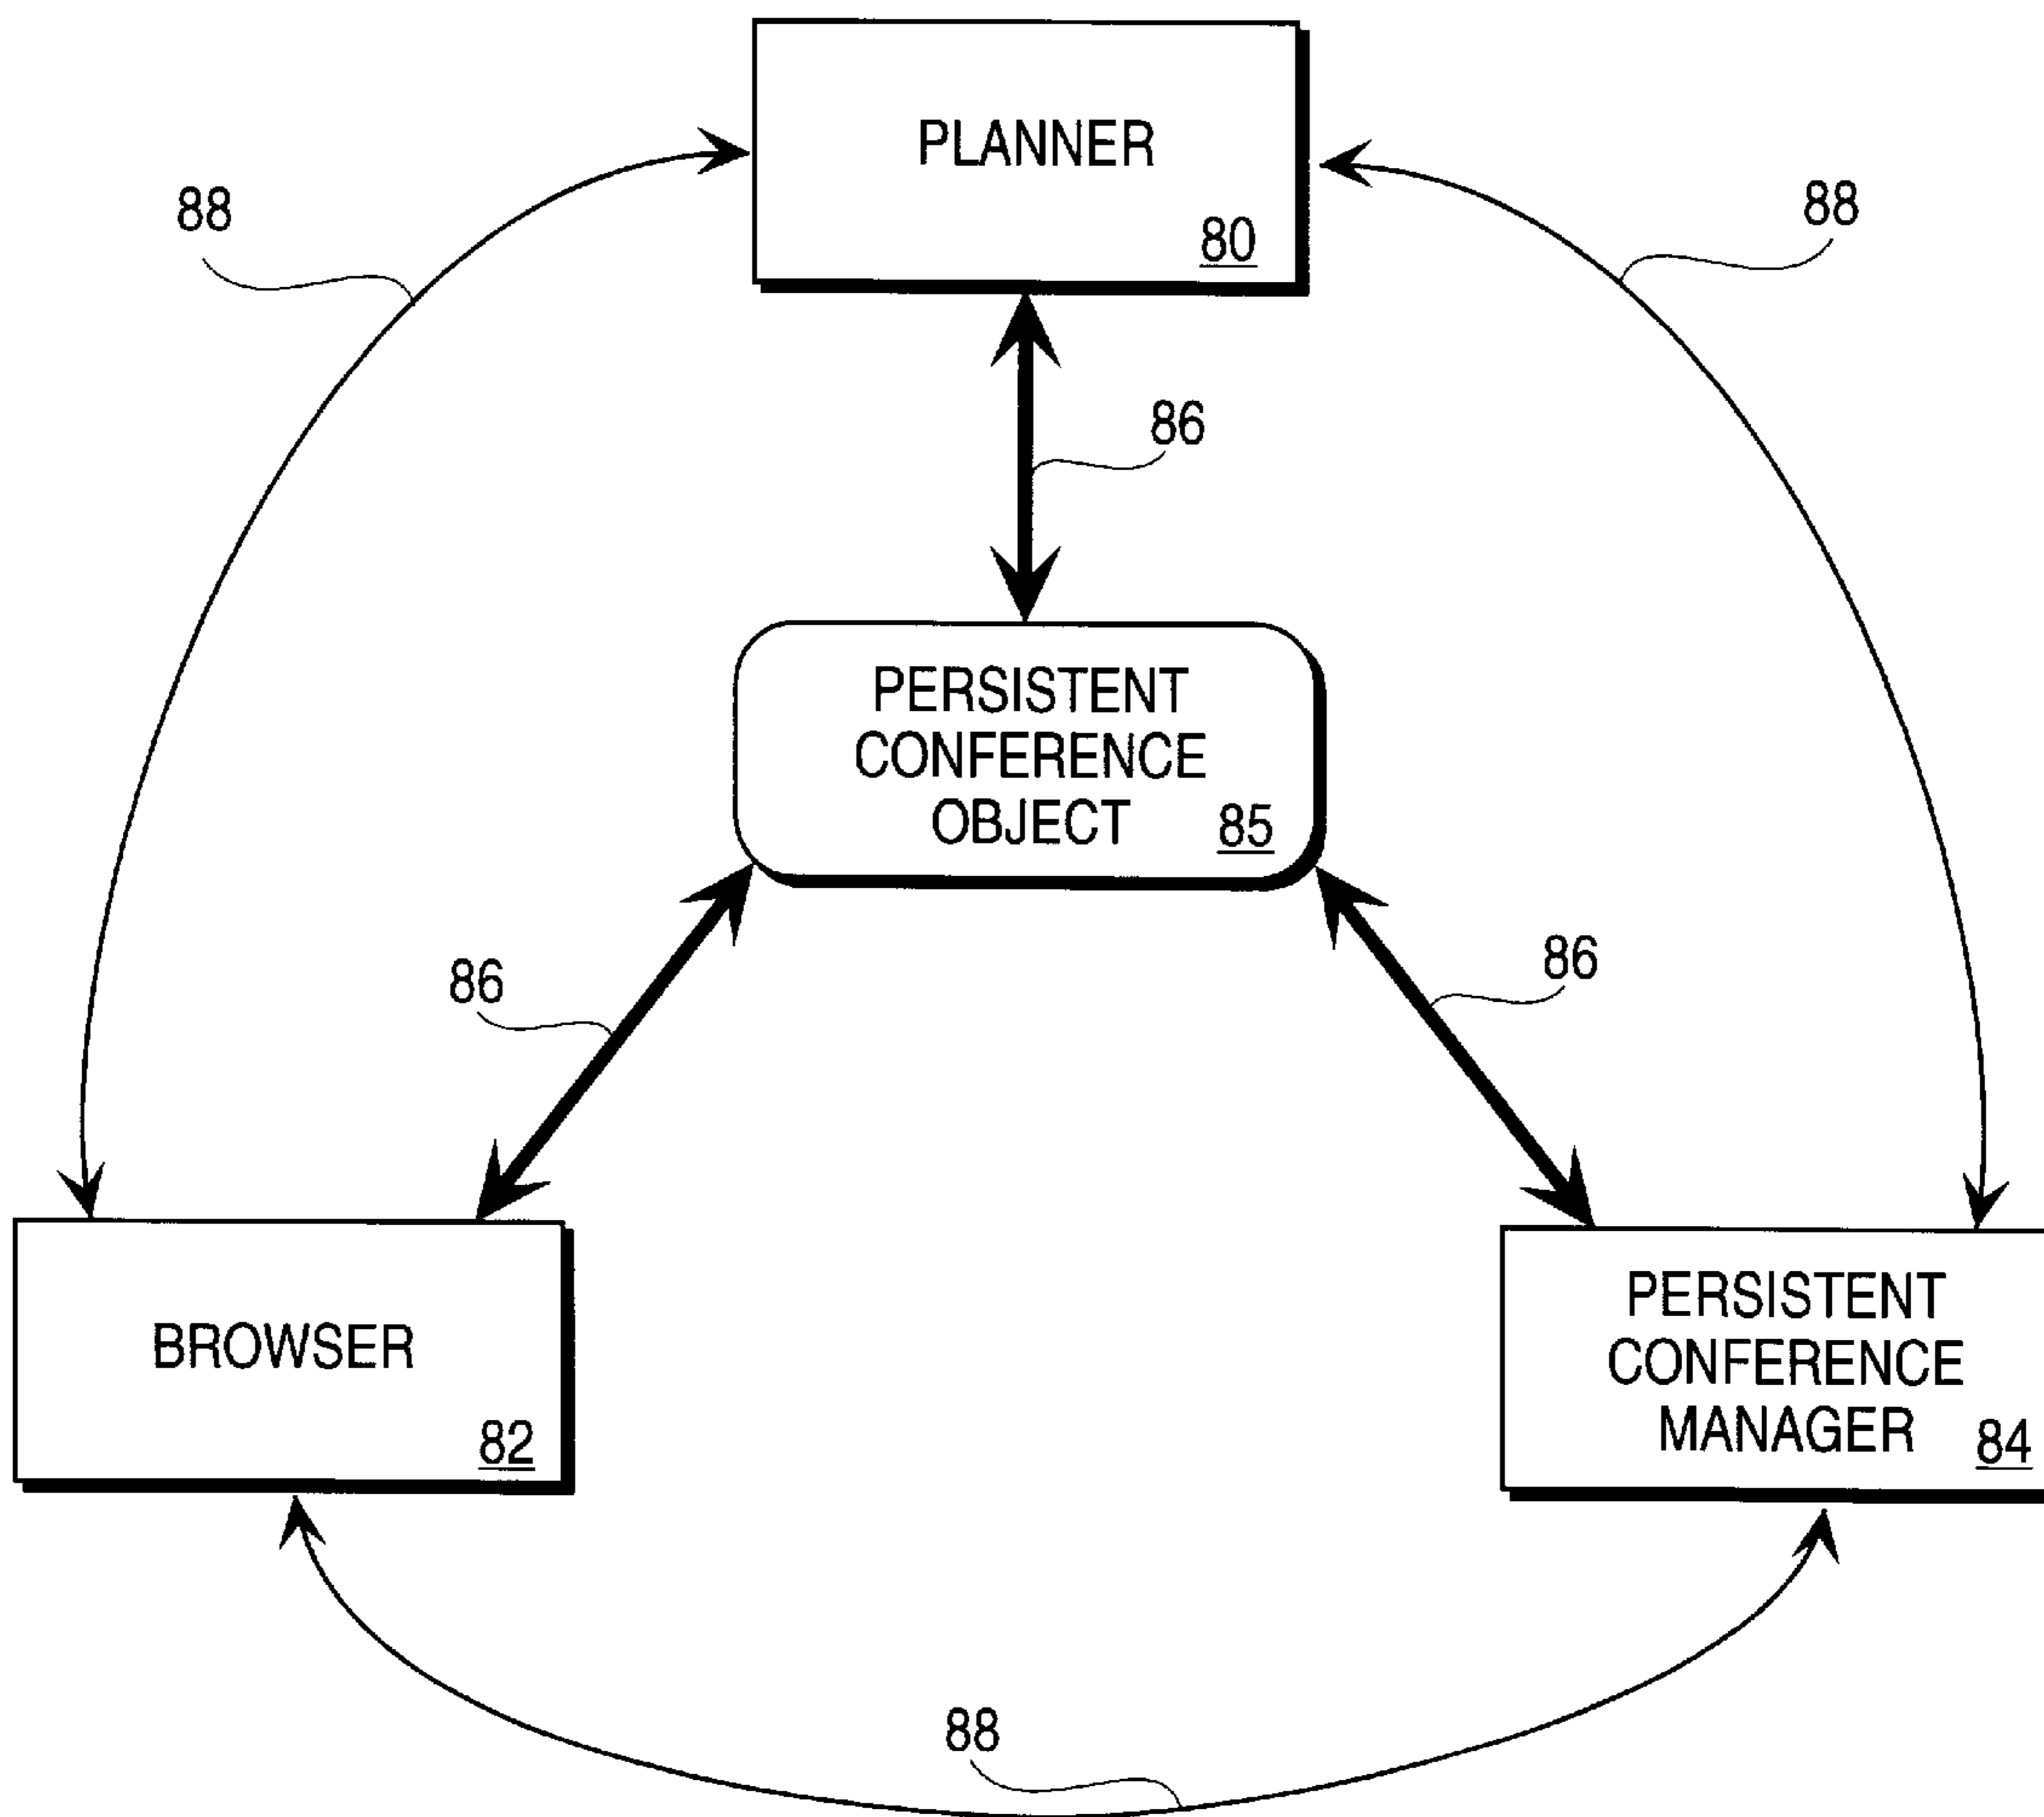 PLANNER
80
88
88
86
PERSISTENT
CONFERENCE
OBJECT
85
86
86
BROWSER
82
PERSISTENT
CONFERENCE
MANAGER
84
88